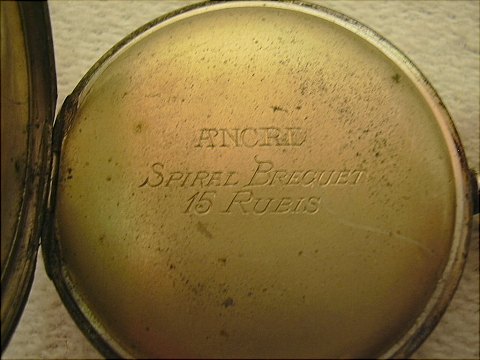 ANCRE
SPIRAL BREGUET
15 RUBIS